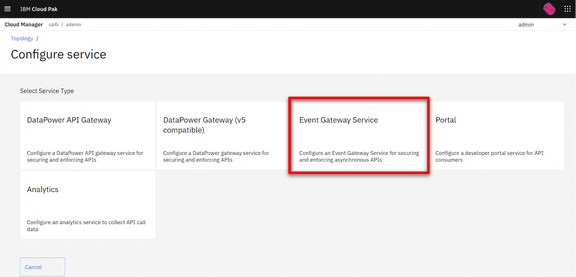 IBM Cloud Pak
Cloud Manager cp4i | ademo admin
Topology /
Configure service
Select Service Type
DataPower API Gateway
Configure a DataPower API gateway service for
securing and enforcing APIs
DataPower Gateway (v5
compatible)
Configure a DataPower gateway service for
securing and enforcing APIs
Event Gateway Service
Configure an Event Gateway Service for securing
and enforcing asynchronous APIs
Portal
Configure a developer portal service for API
consumers
Analytics
Configure an analytics service to collect API call
data
Cancel